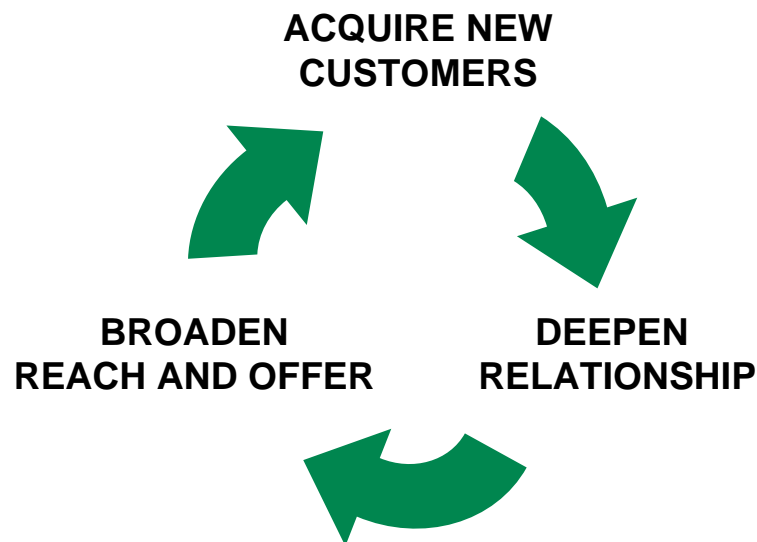 ACQUIRE NEW
CUSTOMERS
BROADEN
REACH AND OFFER
DEEPEN
RELATIONSHIP